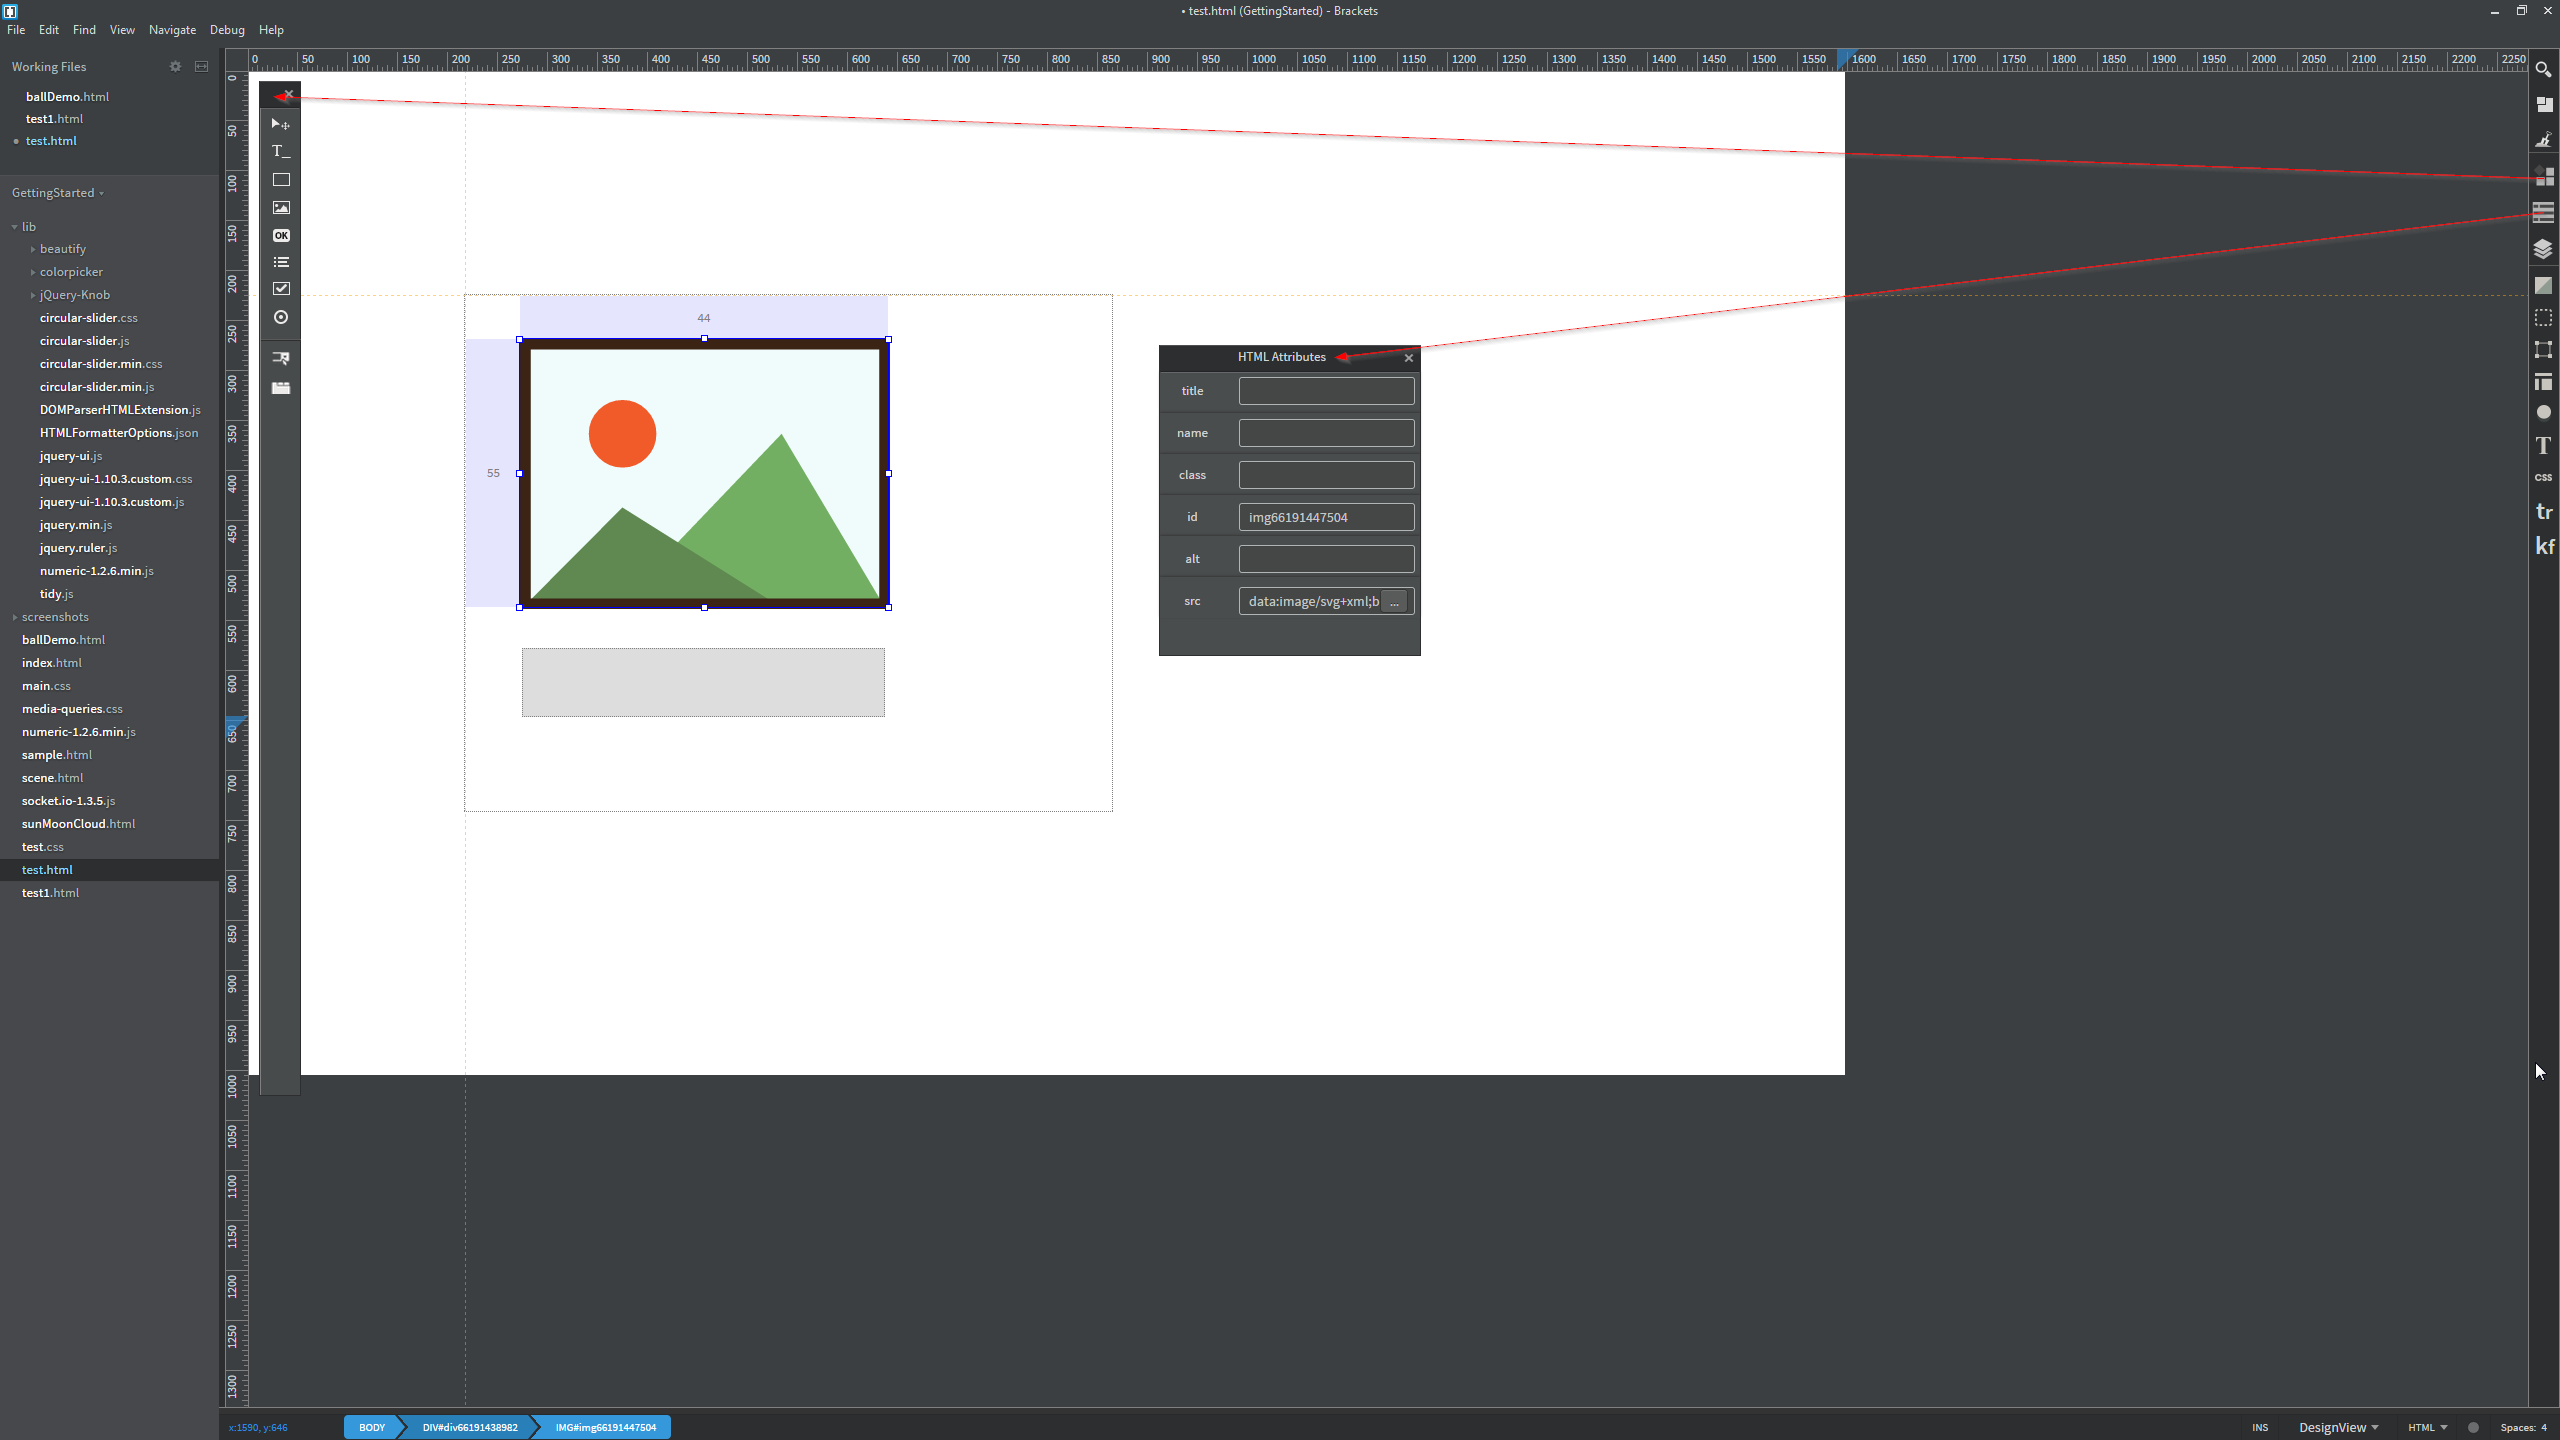 • test.html (GettingStarted) - Brackets
File Edit Find View Navigate Debug Help
Working Files
ballDemo.html
test1.html
test.html
GettingStarted
lib
beautify
colorpicker
jQuery-Knob
circular-slider.css
circular-slider.js
circular-slider.min.css
circular-slider.min.js
DOMParserHTMLExtension.js
HTMLFormatterOptions.json
jquery-ui.js
jquery-ui-1.10.3.custom.css
jquery-ui-1.10.3.custom.js
jquery.min.js
jquery.ruler.js
numeric-1.2.6.min.js
tidy.js
screenshots
ballDemo.html
index.html
main.css
media-queries.css
numeric-1.2.6.min.js
sample.html
scene.html
socket.io-1.3.5.js
sunMoonCloud.html
test.css
test.html
test1.html
0 50 100 150 200 250 300 350 400 450 500 550 600 650 700 750 800 850 900 950 1000 1050 1100 1150 1200 1250 1300 1350 1400 1450 1500 1550 1600 1650 1700 1750 1800 1850 1900 1950 2000 2050 2100 2150 2200 2250
0
50
100
150
200
250
300
350
400
450
500
550
600
650
700
750
800
850
900
950
1000
1050
1100
1150
1200
1250
1300
T_
OK
44
55
HTML Attributes
title
name
class
id img66191447504
alt
src data:image/svg+xml;b ...
T
css
tr
kf
x:1590, y:646 BODY DIV#div66191438982 IMG#img66191447504 INS DesignView HTML Spaces: 4